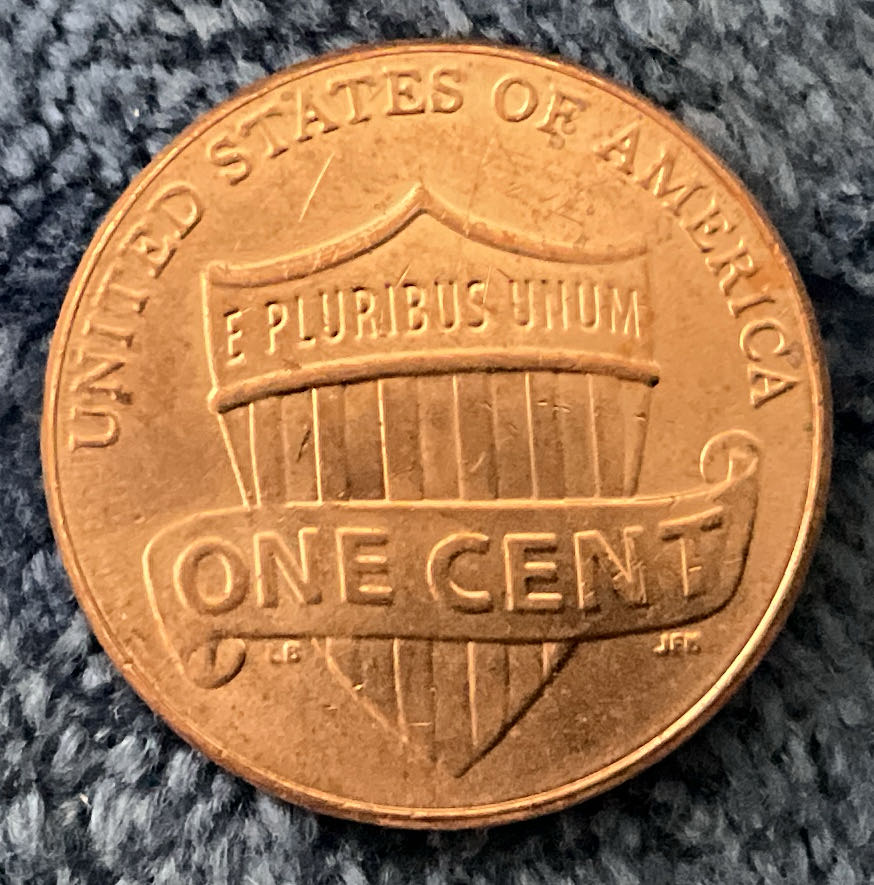 UNITED STATES OF AMERICA
E PLURIBUS UNUM
ONE CENT
LB
JFM